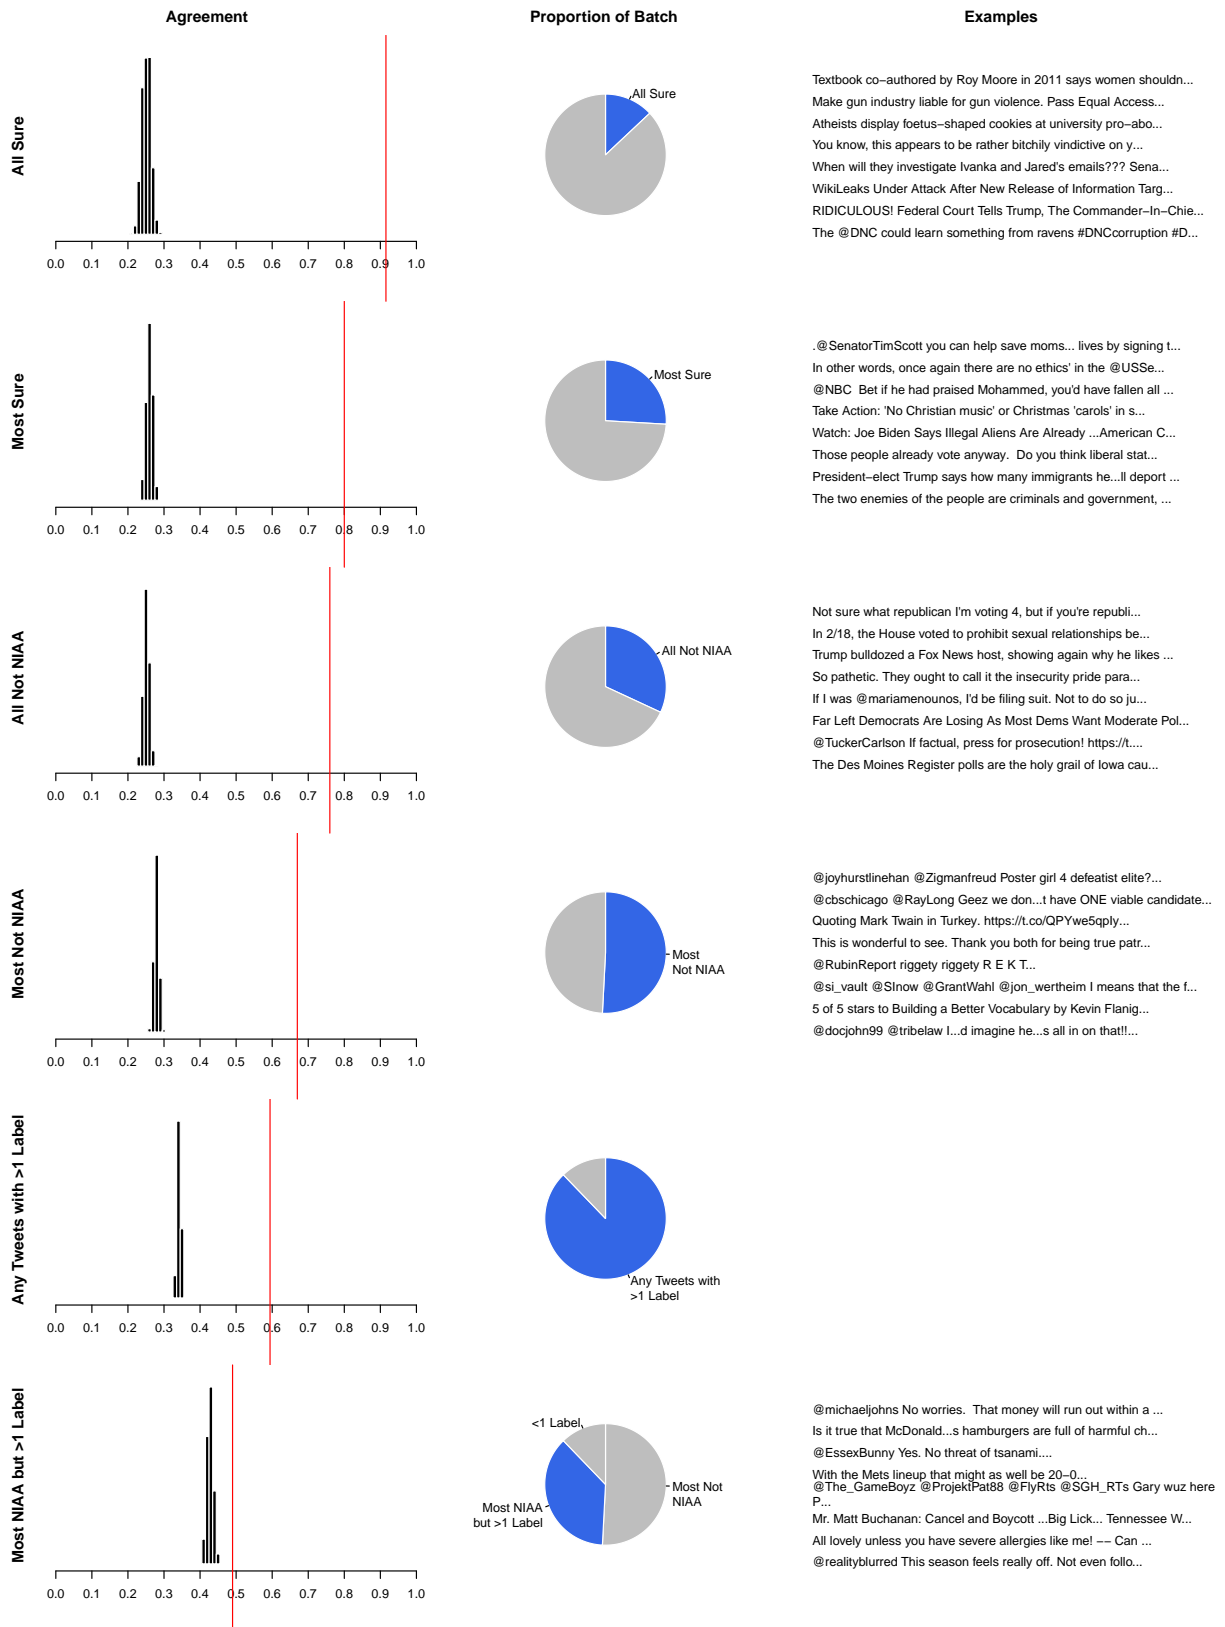 Agreement
Proportion of Batch
Examples
All Sure
0.0 0.1 0.2 0.3 0.4 0.5 0.6 0.7 0.8 0.9 1.0
All Sure
Textbook co−authored by Roy Moore in 2011 says women shouldn...
Make gun industry liable for gun violence. Pass Equal Access...
Atheists display foetus−shaped cookies at university pro−abo...
You know, this appears to be rather bitchily vindictive on y...
When will they investigate Ivanka and Jared's emails??? Sena...
WikiLeaks Under Attack After New Release of Information Targ...
RIDICULOUS! Federal Court Tells Trump, The Commander−In−Chie...
The @DNC could learn something from ravens #DNCcorruption #D...
Most Sure
0.0 0.1 0.2 0.3 0.4 0.5 0.6 0.7 0.8 0.9 1.0
Most Sure
.@SenatorTimScott you can help save moms... lives by signing t...
In other words, once again there are no ethics' in the @USSe...
@NBC  Bet if he had praised Mohammed, you'd have fallen all ...
Take Action: 'No Christian music' or Christmas 'carols' in s...
Watch: Joe Biden Says Illegal Aliens Are Already ...American C...
Those people already vote anyway.  Do you think liberal stat...
President−elect Trump says how many immigrants he...ll deport ...
The two enemies of the people are criminals and government, ...
All Not NIAA
0.0 0.1 0.2 0.3 0.4 0.5 0.6 0.7 0.8 0.9 1.0
All Not NIAA
Not sure what republican I'm voting 4, but if you're republi...
In 2/18, the House voted to prohibit sexual relationships be...
Trump bulldozed a Fox News host, showing again why he likes ...
So pathetic. They ought to call it the insecurity pride para...
If I was @mariamenounos, I'd be filing suit. Not to do so ju...
Far Left Democrats Are Losing As Most Dems Want Moderate Pol...
@TuckerCarlson If factual, press for prosecution! https://t....
The Des Moines Register polls are the holy grail of Iowa cau...
Most Not NIAA
0.0 0.1 0.2 0.3 0.4 0.5 0.6 0.7 0.8 0.9 1.0
Most
Not NIAA
@joyhurstlinehan @Zigmanfreud Poster girl 4 defeatist elite?...
@cbschicago @RayLong Geez we don...t have ONE viable candidate...
Quoting Mark Twain in Turkey. https://t.co/QPYwe5qpIy...
This is wonderful to see. Thank you both for being true patr...
@RubinReport riggety riggety R E K T...
@si_vault @SInow @GrantWahl @jon_wertheim I means that the f...
5 of 5 stars to Building a Better Vocabulary by Kevin Flanig...
@docjohn99 @tribelaw I...d imagine he...s all in on that!!...
Any Tweets with >1 Label
0.0 0.1 0.2 0.3 0.4 0.5 0.6 0.7 0.8 0.9 1.0
Any Tweets with
>1 Label
Most NIAA but >1 Label
0.0 0.1 0.2 0.3 0.4 0.5 0.6 0.7 0.8 0.9 1.0
<1 Label
Most Not
NIAA
Most NIAA
but >1 Label
@michaeljohns No worries.  That money will run out within a ...
Is it true that McDonald...s hamburgers are full of harmful ch...
@EssexBunny Yes. No threat of tsanami....
With the Mets lineup that might as well be 20−0...
@The_GameBoyz @ProjektPat88 @FlyRts @SGH_RTs Gary wuz here
P...
Mr. Matt Buchanan: Cancel and Boycott ...Big Lick... Tennessee W...
All lovely unless you have severe allergies like me! −− Can ...
@realityblurred This season feels really off. Not even follo...